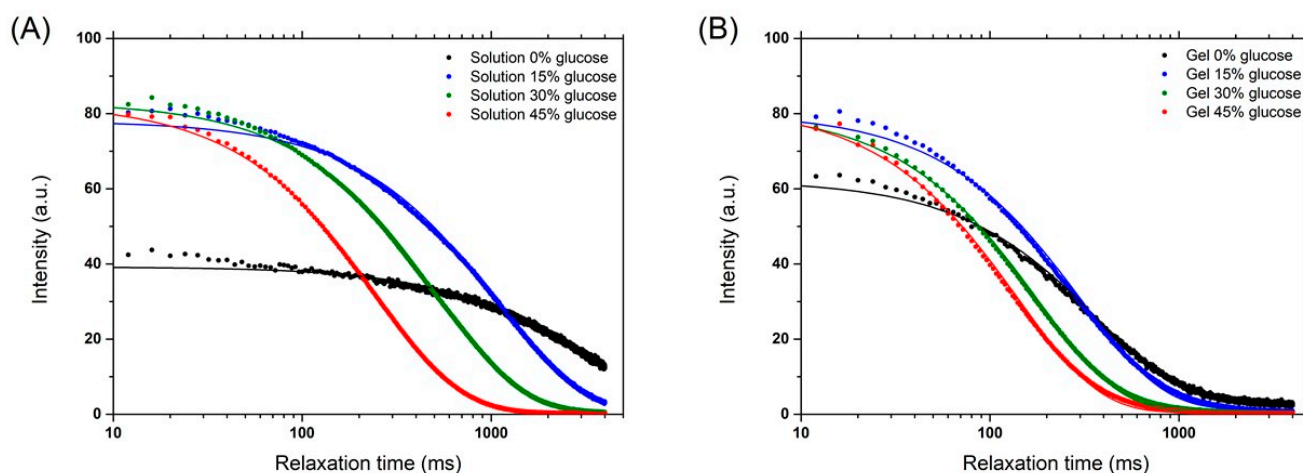 (A)
100
80
60
40
20
0
Intensity (a.u.)
10
100
1000
Relaxation time (ms)
Solution 0% glucose
Solution 15% glucose
Solution 30% glucose
Solution 45% glucose
(B)
100
80
60
40
20
0
Intensity (a.u.)
10
100
1000
Relaxation time (ms)
Gel 0% glucose
Gel 15% glucose
Gel 30% glucose
Gel 45% glucose